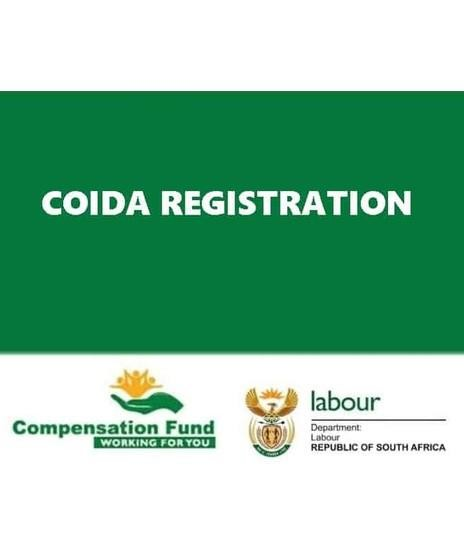 COIDA REGISTRATION
Compensation Fund
WORKING FOR YOU
labour
Department:
Labour
REPUBLIC OF SOUTH AFRICA